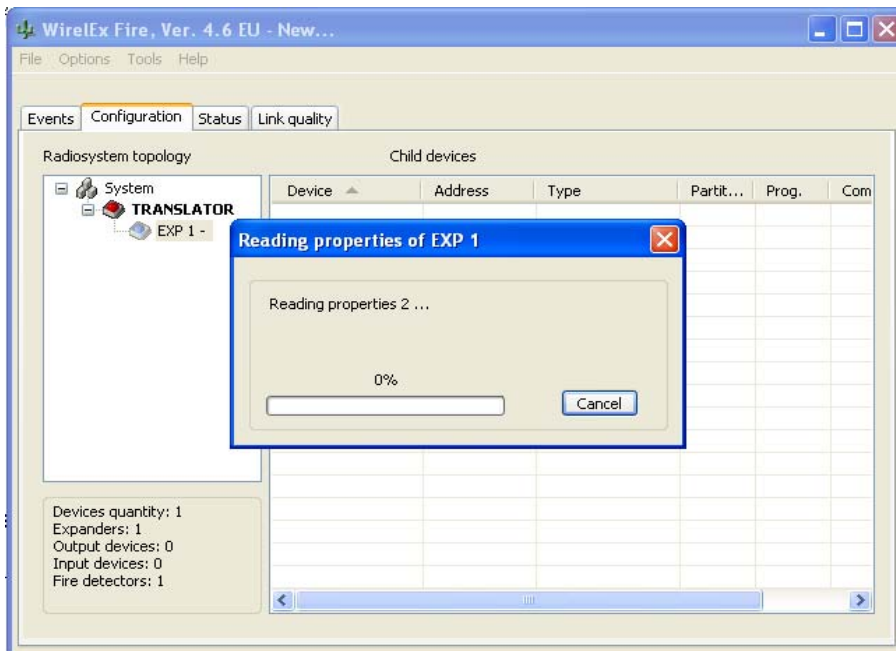 WirelEx Fire, Ver. 4.6 EU - New...
File Options Tools Help
Events Configuration Status Link quality
Radiosystem topology
Child devices
System
TRANSLATOR
EXP 1 -
Device Address Type Partit... Prog. Com
Reading properties of EXP 1
Reading properties 2 ...
0%
Cancel
Devices quantity: 1
Expanders: 1
Output devices: 0
Input devices: 0
Fire detectors: 1